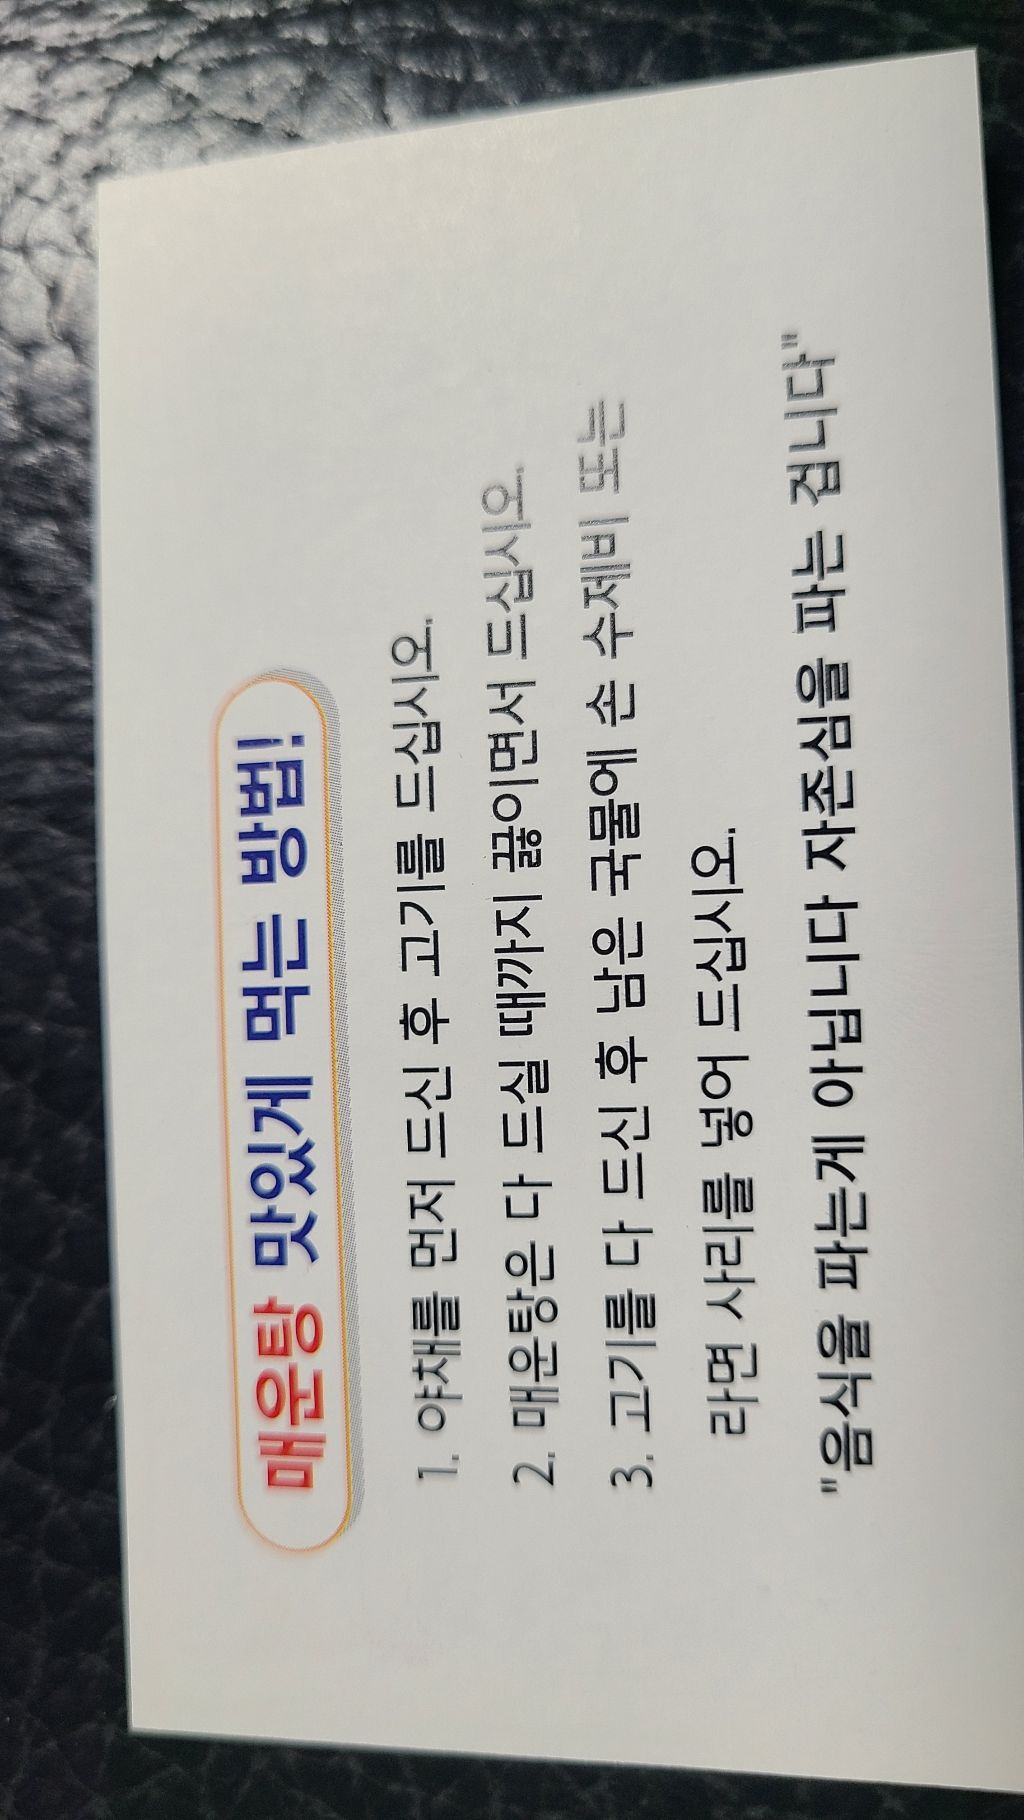 매운탕 맛있게 먹는 방법!
1. 야채를 먼저 드신 후 고기를 드십시오.
2. 매운탕은 다 드실 때까지 끓이면서 드십시오.
3. 고기를 다 드신 후 남은 국물에 손 수제비 또는
라면 사리를 넣어 드십시오.
"음식을 파는게 아닙니다 자존심을 파는 겁니다"